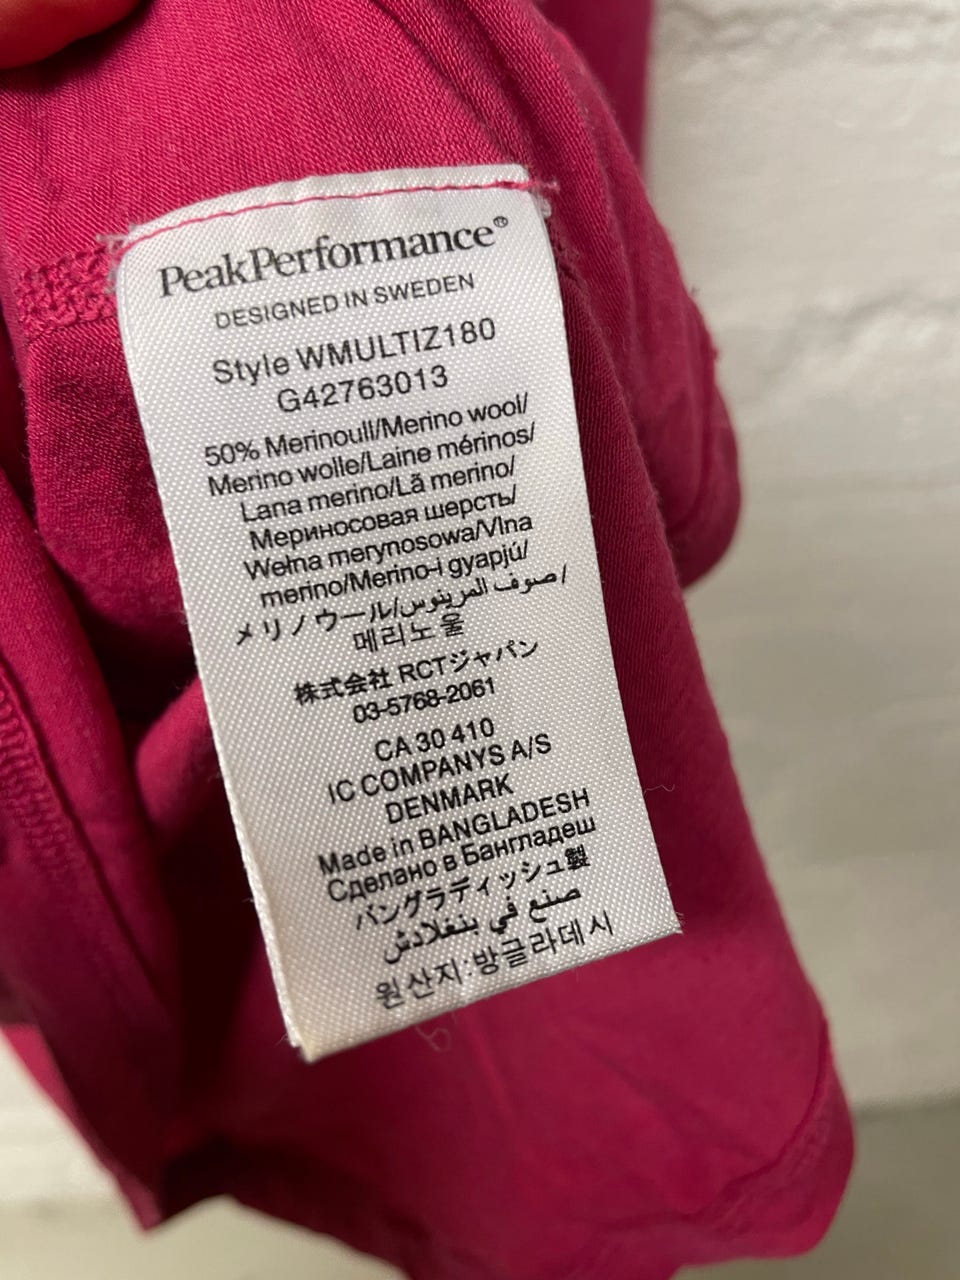 PeakPerformance®
DESIGNED IN SWEDEN
Style WMULTIZ180
G42763013
50% Merinoull/Merino wool/
Merino wolle/Laine mérinos/
Lana merino/Lã merino/
Мериносовая шерсть/
Wełna merynosowa/Vlna
merino/Merino-i gyapjú/
メリノウール/صوف المرينوس/
메리노 울
株式会社 RCTジャパン
03-5768-2061
CA 30 410
IC COMPANYS A/S
DENMARK
Made in BANGLADESH
Сделано в Бангладеш
バングラディッシュ製
صنع في بنغلادش
원산지:방글라데시